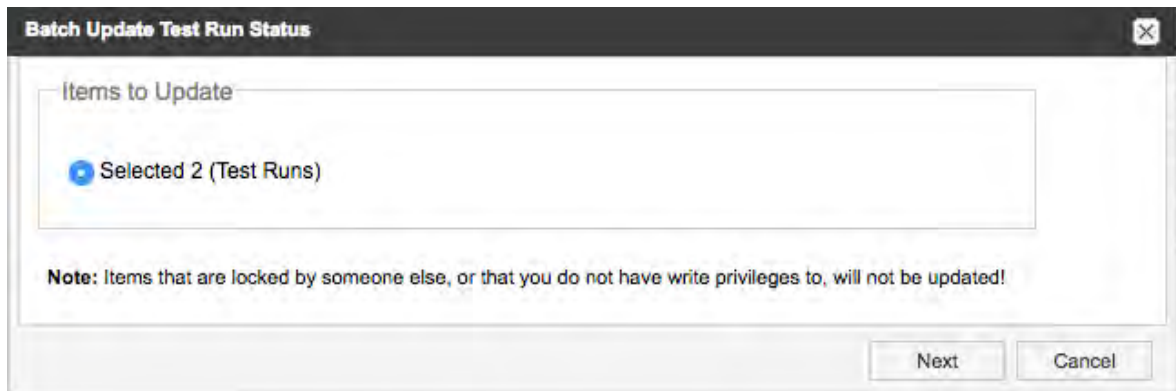 Batch Update Test Run Status
Items to Update
Selected 2 (Test Runs)
Note: Items that are locked by someone else, or that you do not have write privileges to, will not be updated!
Next Cancel